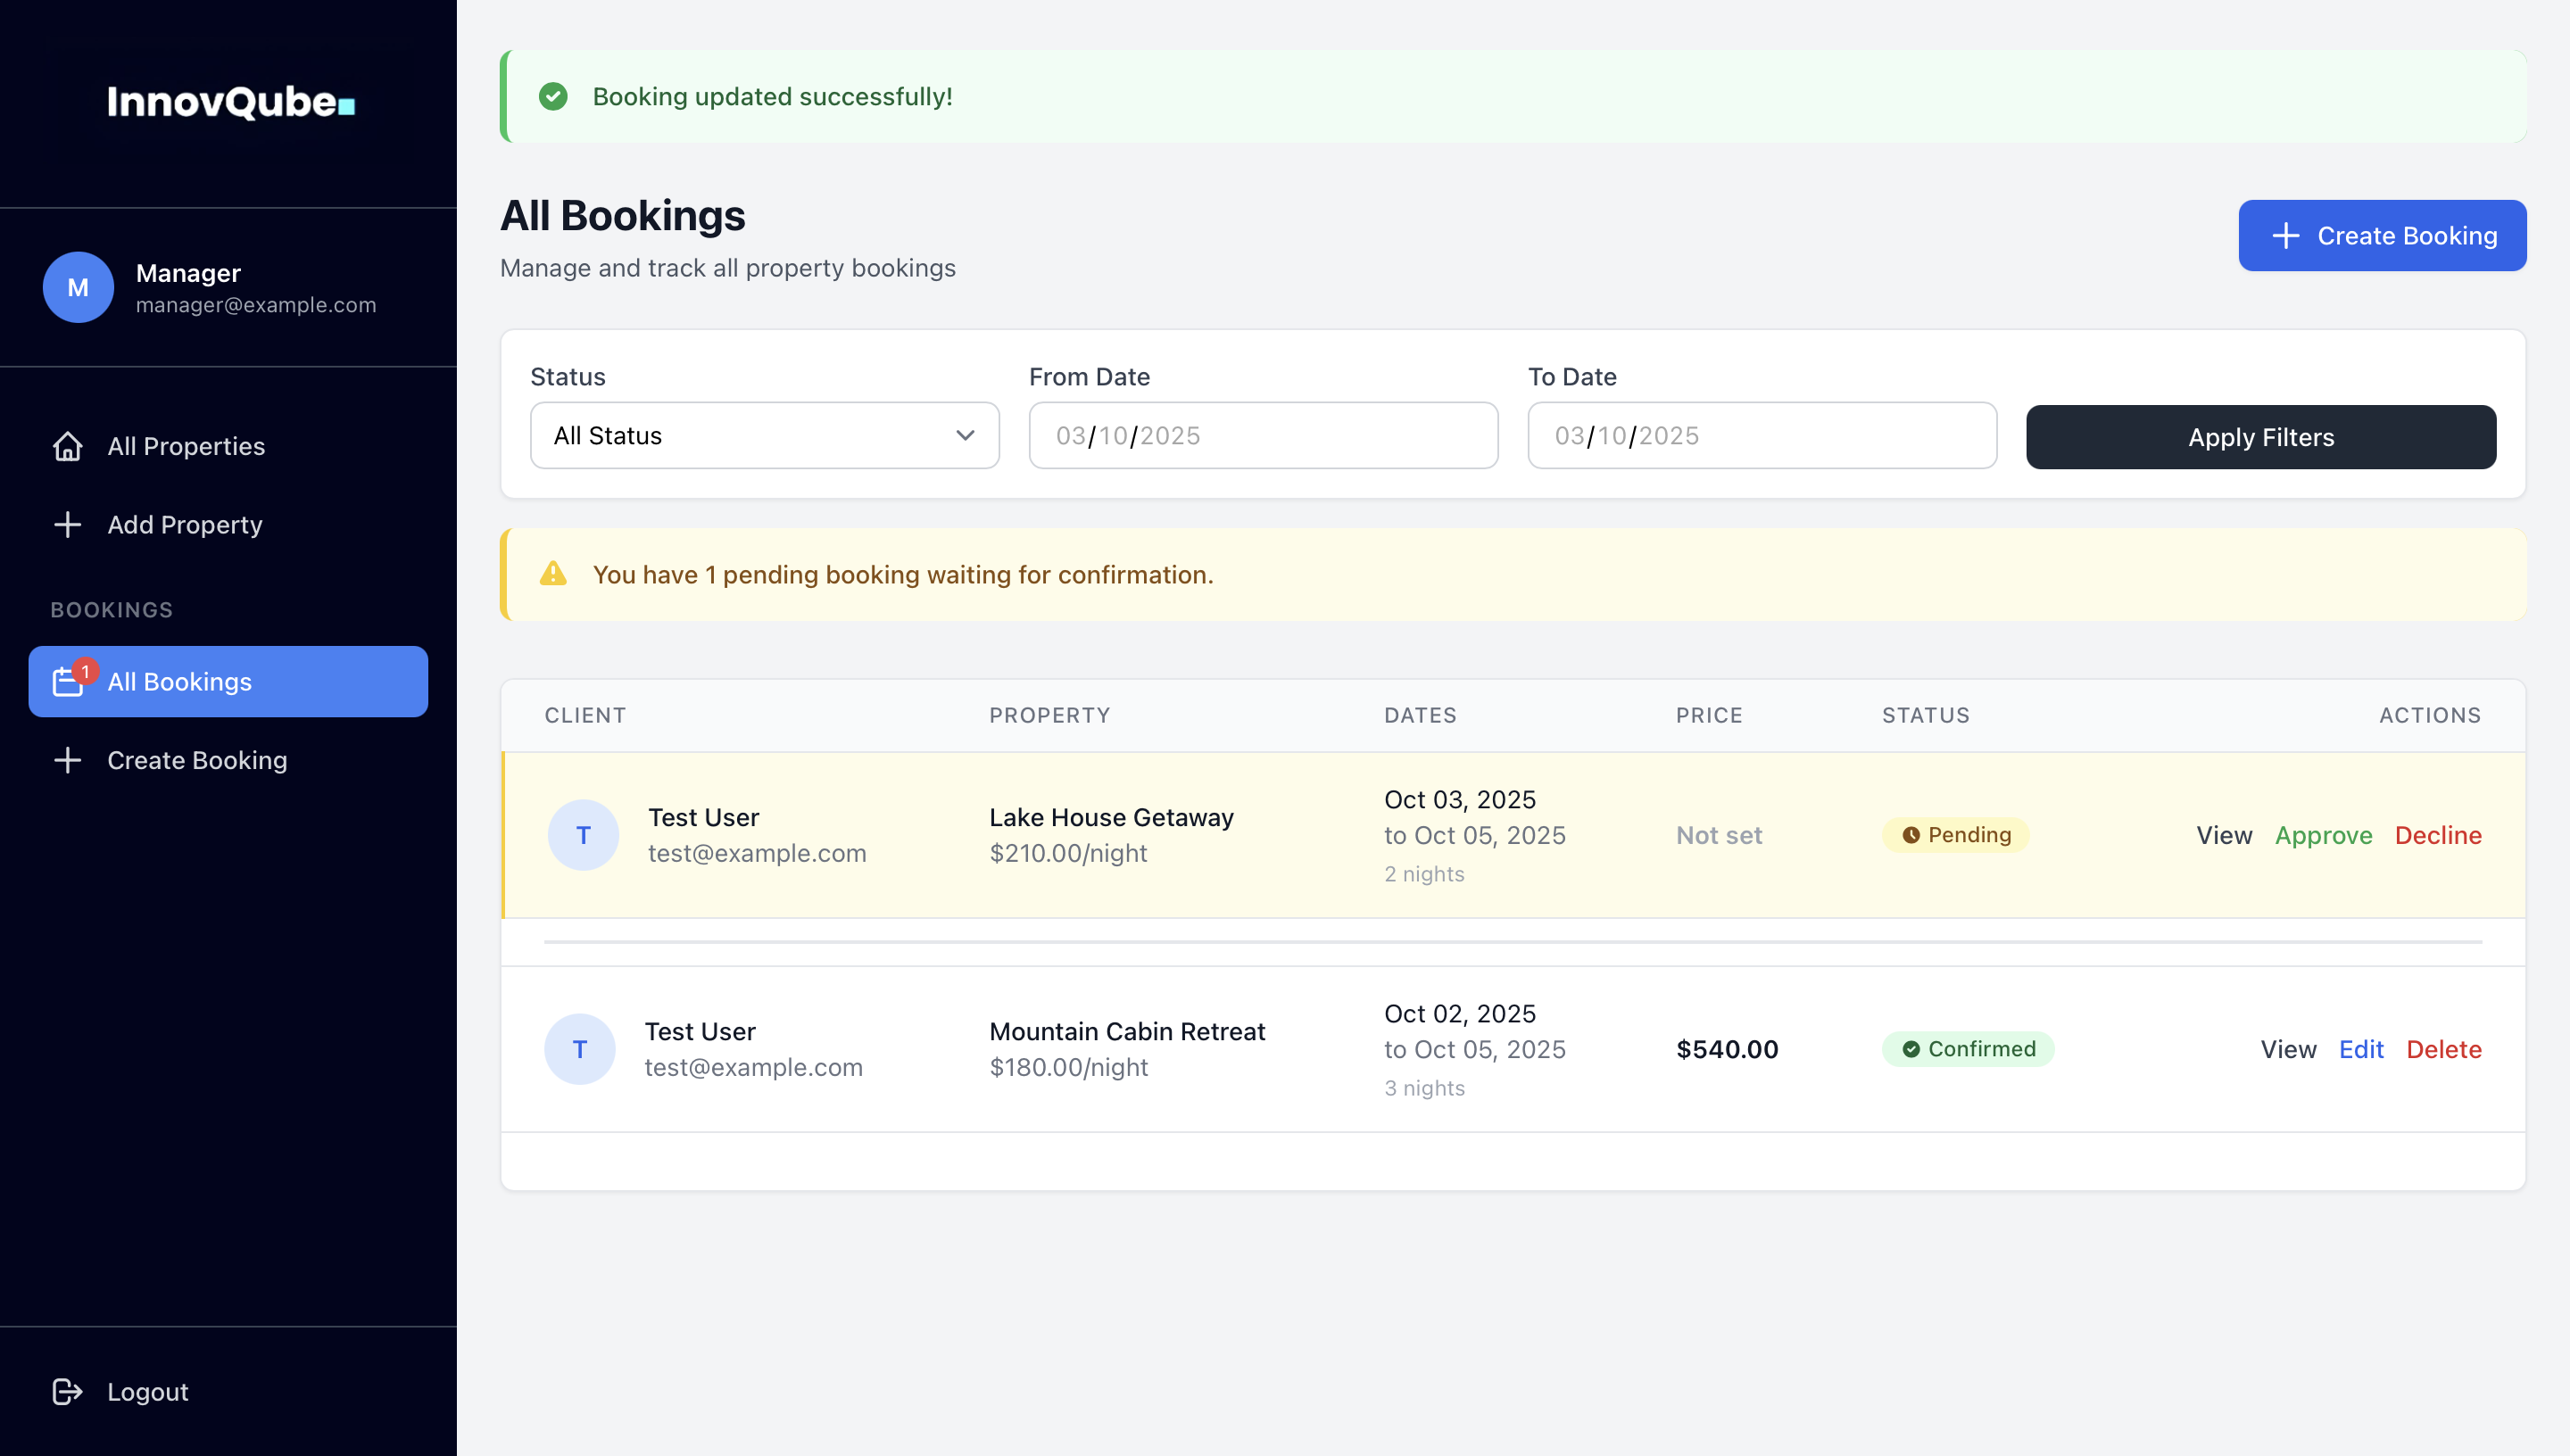 InnovQube
M
Manager
manager@example.com
All Properties
Add Property
BOOKINGS
1
All Bookings
Create Booking
Logout
Booking updated successfully!
All Bookings
Manage and track all property bookings
Create Booking
Status
All Status
From Date
03/10/2025
To Date
03/10/2025
Apply Filters
You have 1 pending booking waiting for confirmation.
CLIENT PROPERTY DATES PRICE STATUS ACTIONS
T
Test User
test@example.com
Lake House Getaway
$210.00/night
Oct 03, 2025
to Oct 05, 2025
2 nights
Not set
Pending
View Approve Decline
T
Test User
test@example.com
Mountain Cabin Retreat
$180.00/night
Oct 02, 2025
to Oct 05, 2025
3 nights
$540.00
Confirmed
View Edit Delete